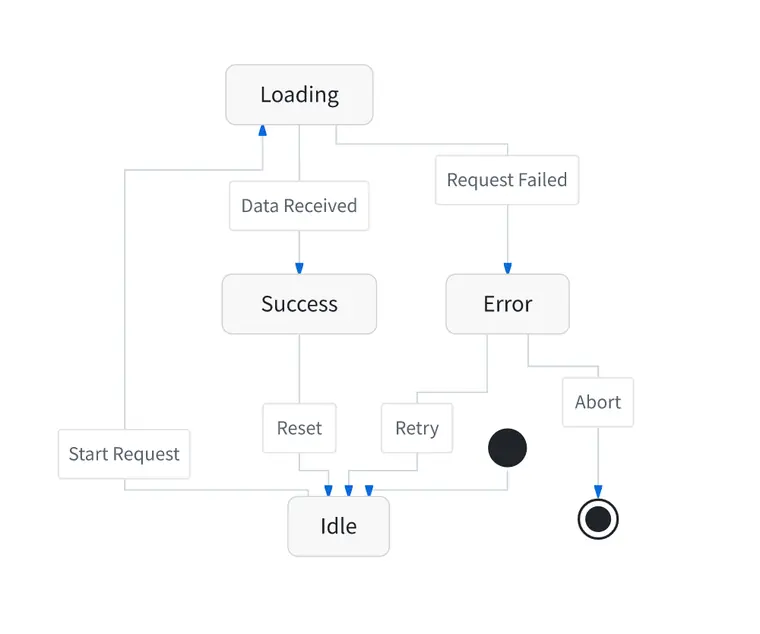 Loading
Request Failed
Data Received
Success
Error
Abort
Reset
Retry
Start Request
Idle